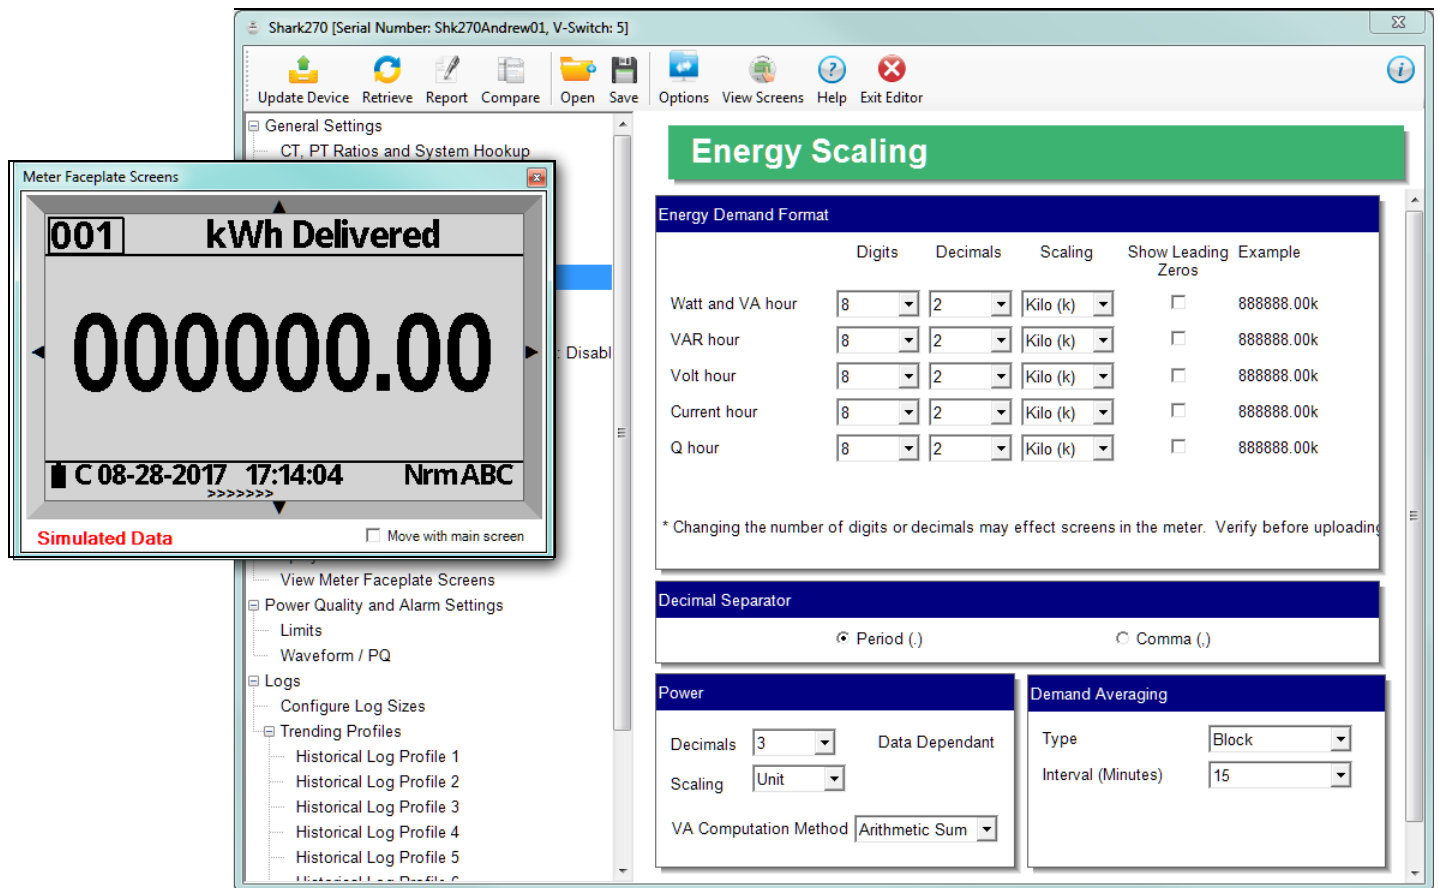 Shark270 [Serial Number: Shk270Andrew01, V-Switch: 5]
Update Device Retrieve Report Compare Open Save Options View Screens Help Exit Editor
General Settings
CT, PT Ratios and System Hookup
Meter Faceplate Screens
001 kWh Delivered
000000.00
C 08-28-2017 17:14:04 Nrm ABC
>>>>>>>
Simulated Data
Move with main screen
: Disabl
View Meter Faceplate Screens
Power Quality and Alarm Settings
Limits
Waveform / PQ
Logs
Configure Log Sizes
Trending Profiles
Historical Log Profile 1
Historical Log Profile 2
Historical Log Profile 3
Historical Log Profile 4
Historical Log Profile 5
Energy Scaling
Energy Demand Format
Digits Decimals Scaling Show Leading Zeros Example
Watt and VA hour 8 2 Kilo (k) 888888.00k
VAR hour 8 2 Kilo (k) 888888.00k
Volt hour 8 2 Kilo (k) 888888.00k
Current hour 8 2 Kilo (k) 888888.00k
Q hour 8 2 Kilo (k) 888888.00k
* Changing the number of digits or decimals may effect screens in the meter. Verify before uploading
Decimal Separator
Period (.) Comma (,)
Power
Decimals 3 Data Dependant
Scaling Unit
VA Computation Method Arithmetic Sum
Demand Averaging
Type Block
Interval (Minutes) 15